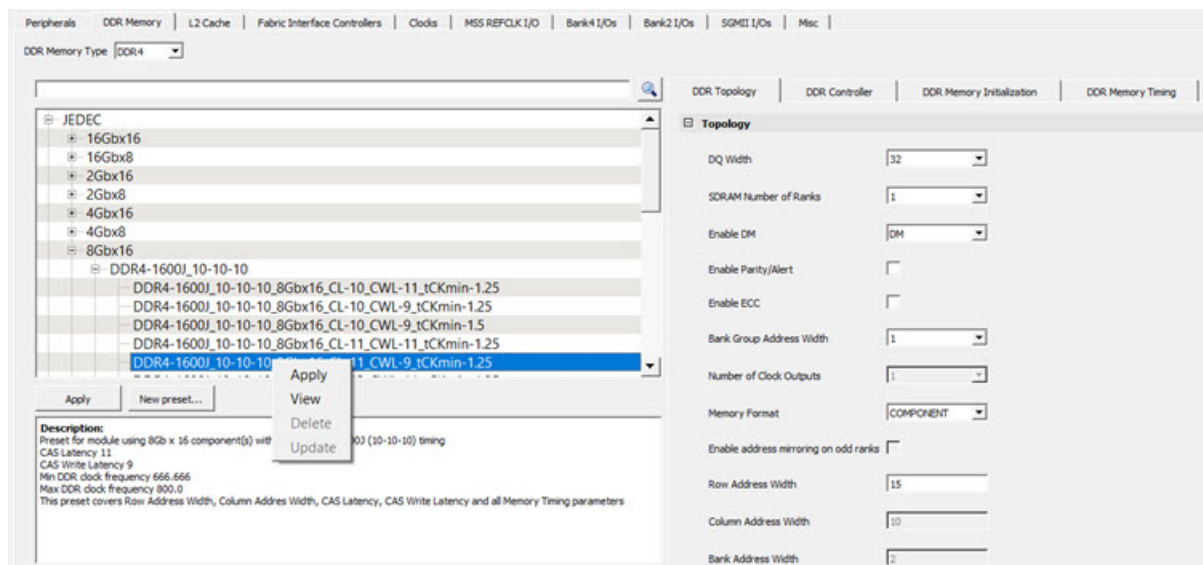 Peripherals DDR Memory L2 Cache Fabric Interface Controllers Clocks MSS REFCLK I/O Bank4 I/Os Bank2 I/Os SGMII I/Os Misc
DDR Memory Type DDR4
DDR Topology DDR Controller DDR Memory Initialization DDR Memory Timing
JEDEC
16Gbx16
16Gbx8
2Gbx16
2Gbx8
4Gbx16
4Gbx8
8Gbx16
DDR4-1600J_10-10-10
DDR4-1600J_10-10-10_8Gbx16_CL-10_CWL-11_tCKmin-1.25
DDR4-1600J_10-10-10_8Gbx16_CL-10_CWL-9_tCKmin-1.25
DDR4-1600J_10-10-10_8Gbx16_CL-10_CWL-9_tCKmin-1.5
DDR4-1600J_10-10-10_8Gbx16_CL-11_CWL-11_tCKmin-1.25
DDR4-1600J_10-10-10 11_CWL-9_tCKmin-1.25
Apply
View
Delete
Update
Apply New preset...
Description:
Preset for module using 8Gb x 16 component(s) with 00J (10-10-10) timing
CAS Latency 11
CAS Write Latency 9
Min DDR clock frequency 666.666
Max DDR clock frequency 800.0
This preset covers Row Address Width, Column Addres Width, CAS Latency, CAS Write Latency and all Memory Timing parameters
Topology
DQ Width 32
SDRAM Number of Ranks 1
Enable DM DM
Enable Parity/Alert
Enable ECC
Bank Group Address Width 1
Number of Clock Outputs 1
Memory Format COMPONENT
Enable address mirroring on odd ranks
Row Address Width 15
Column Address Width 10
Bank Address Width 2